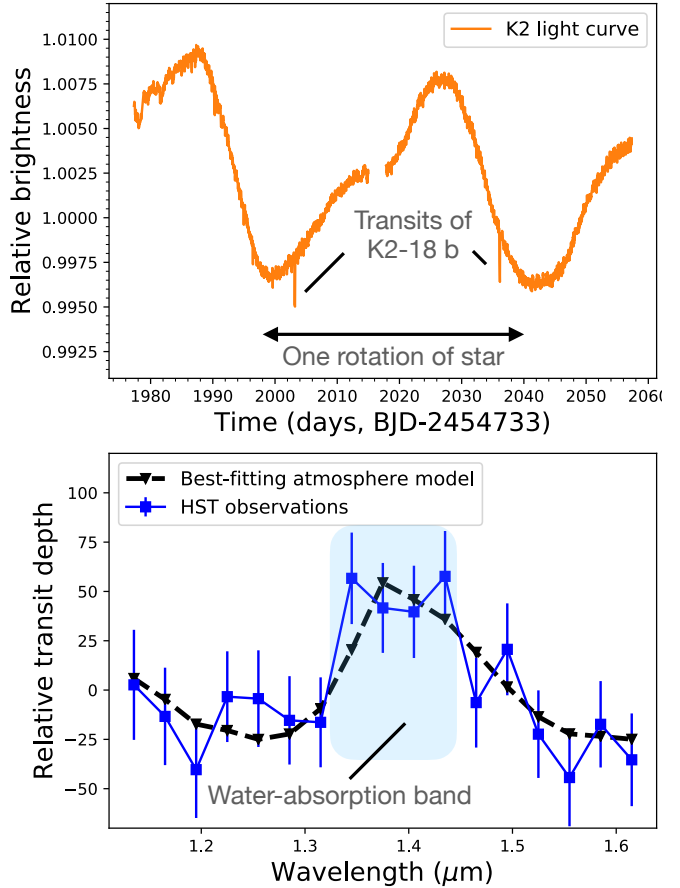 K2 light curve
1.0100
1.0075
1.0050
1.0025
1.0000
0.9975
0.9950
0.9925
Relative brightness
Transits of
K2-18 b
One rotation of star
1980 1990 2000 2010 2020 2030 2040 2050 2060
Time (days, BJD-2454733)
Best-fitting atmosphere model
HST observations
100
75
50
25
0
−25
−50
Relative transit depth
Water-absorption band
1.2 1.3 1.4 1.5 1.6
Wavelength (μm)